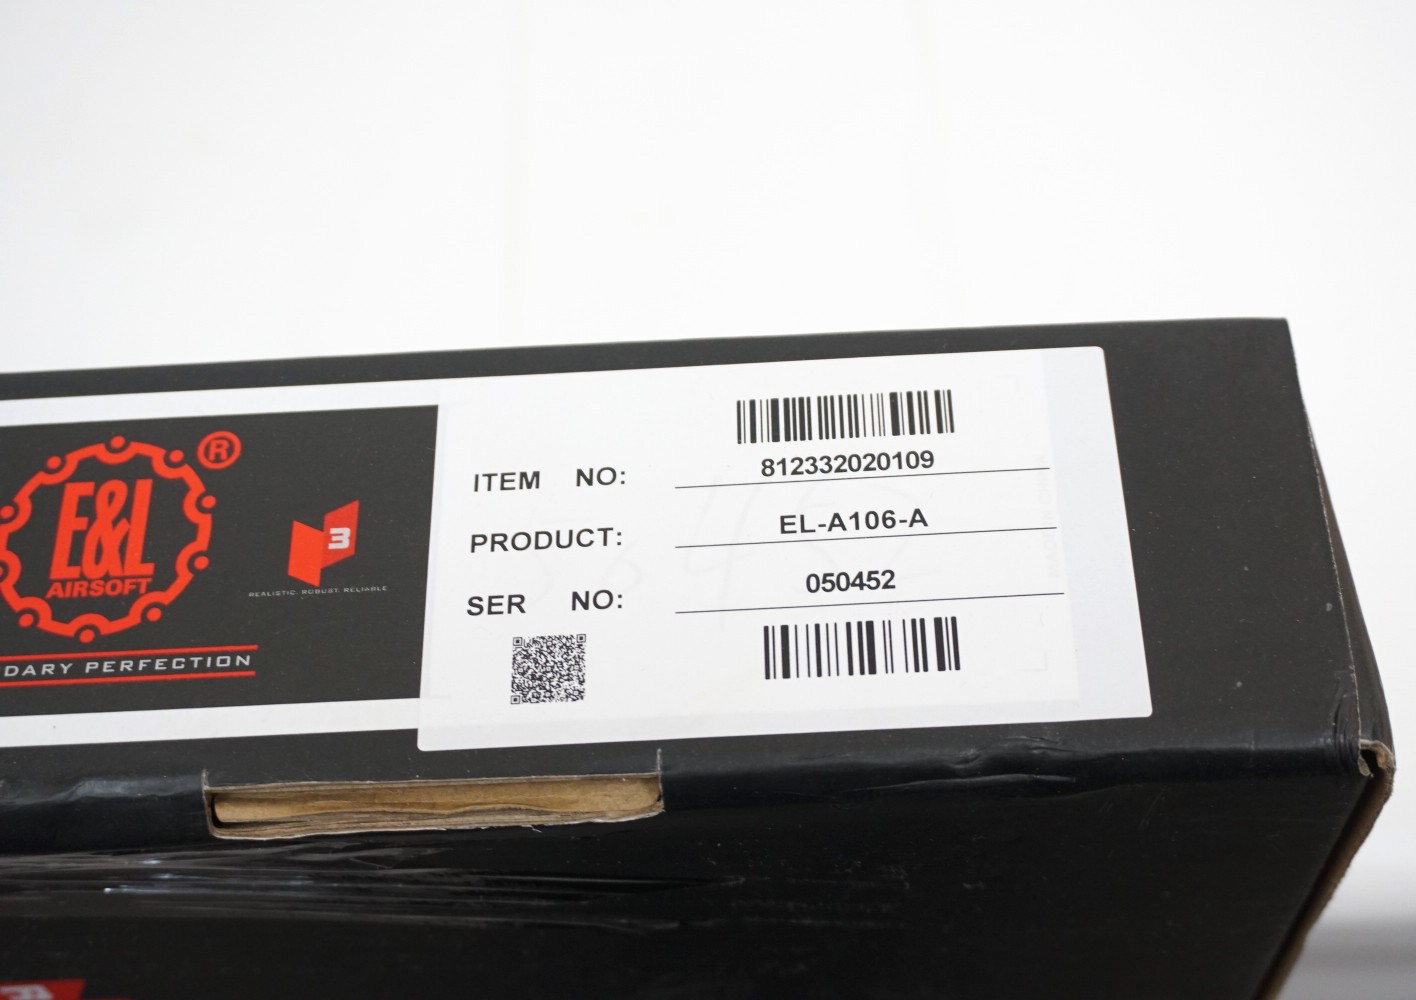 E&L
AIRSOFT
®
3
REALISTIC. ROBUST. RELIABLE
DARY PERFECTION
812332020109
ITEM NO:
EL-A106-A
PRODUCT:
050452
SER NO: